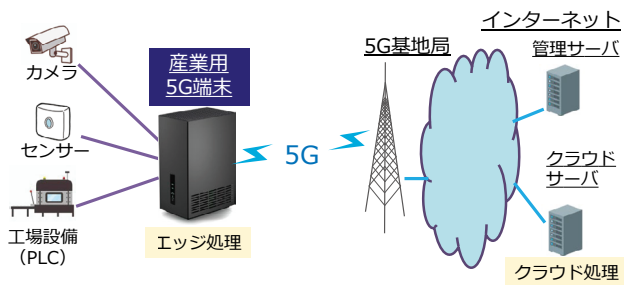 カメラ
センサー
工場設備
（PLC）
産業用
5G端末
エッジ処理
5G
5G基地局
インターネット
管理サーバ
クラウド
サーバ
クラウド処理